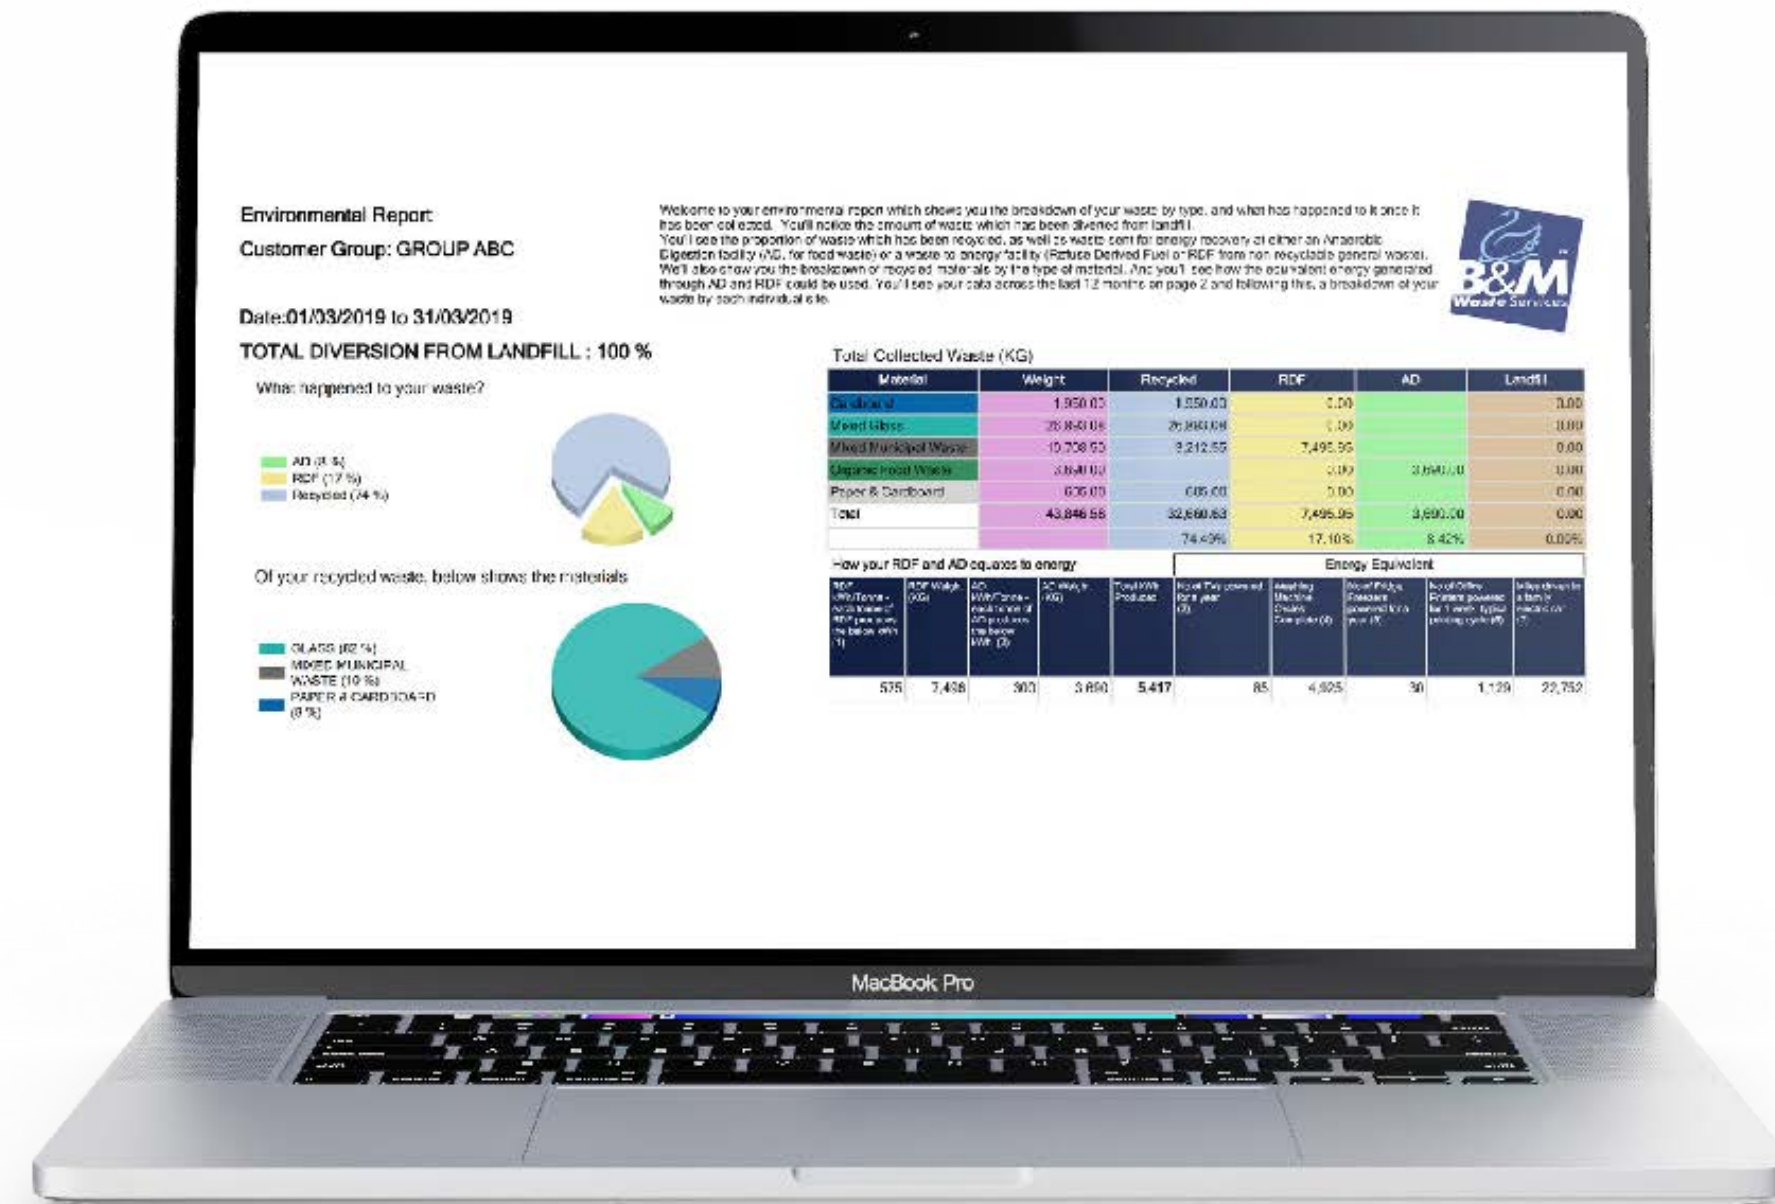 Environmental Report
Customer Group: GROUP ABC
Date:01/03/2019 to 31/03/2019
TOTAL DIVERSION FROM LANDFILL : 100 %
Welcome to your environmental report which shows you the breakdown of your waste by type, and what has happened to it once it
has been collected. You'll notice the amount of waste which has been diverted from landfill.
You'll see the proportion of waste which has been recycled, as well as waste sent for energy recovery at either an Anaerobic
Digestion facility (AD, for food waste) or a waste to energy facility (Refuse Derived Fuel or RDF from non recyclable general waste).
We'll also show you the breakdown of recycled materials by the type of material. And you'll see how the equivalent energy generated
through AD and RDF could be used. You'll see your data across the last 12 months on page 2 and following this, a breakdown of your
waste by each individual site.
B&M
Waste Services
What happened to your waste?
AD (8 %)
RDF (17 %)
Recycled (74 %)
Of your recycled waste, below shows the materials
GLASS (82 %)
MIXED MUNICIPAL
WASTE (10 %)
PAPER & CARDBOARD
(8 %)
Total Collected Waste (KG)
Material Weight Recycled RDF AD Landfill
Cardboard 1,950.00 1,950.00 0.00 0.00
Mixed Glass 0.00 0.00
Mixed Municipal Waste 7,495.95 0.00
Organic Food Waste 3,690.00 0.00 3,690.00 0.00
Paper & Cardboard 605.00 605.00 0.00 0.00
Total 43,846.58 32,660.63 7,495.95 3,690.00 0.00
74.49% 17.10% 8.42% 0.00%
How your RDF and AD equates to energy Energy Equivalent
575 7,496 300 3,690 5,417 85 4,925 30 1,129 22,752
MacBook Pro